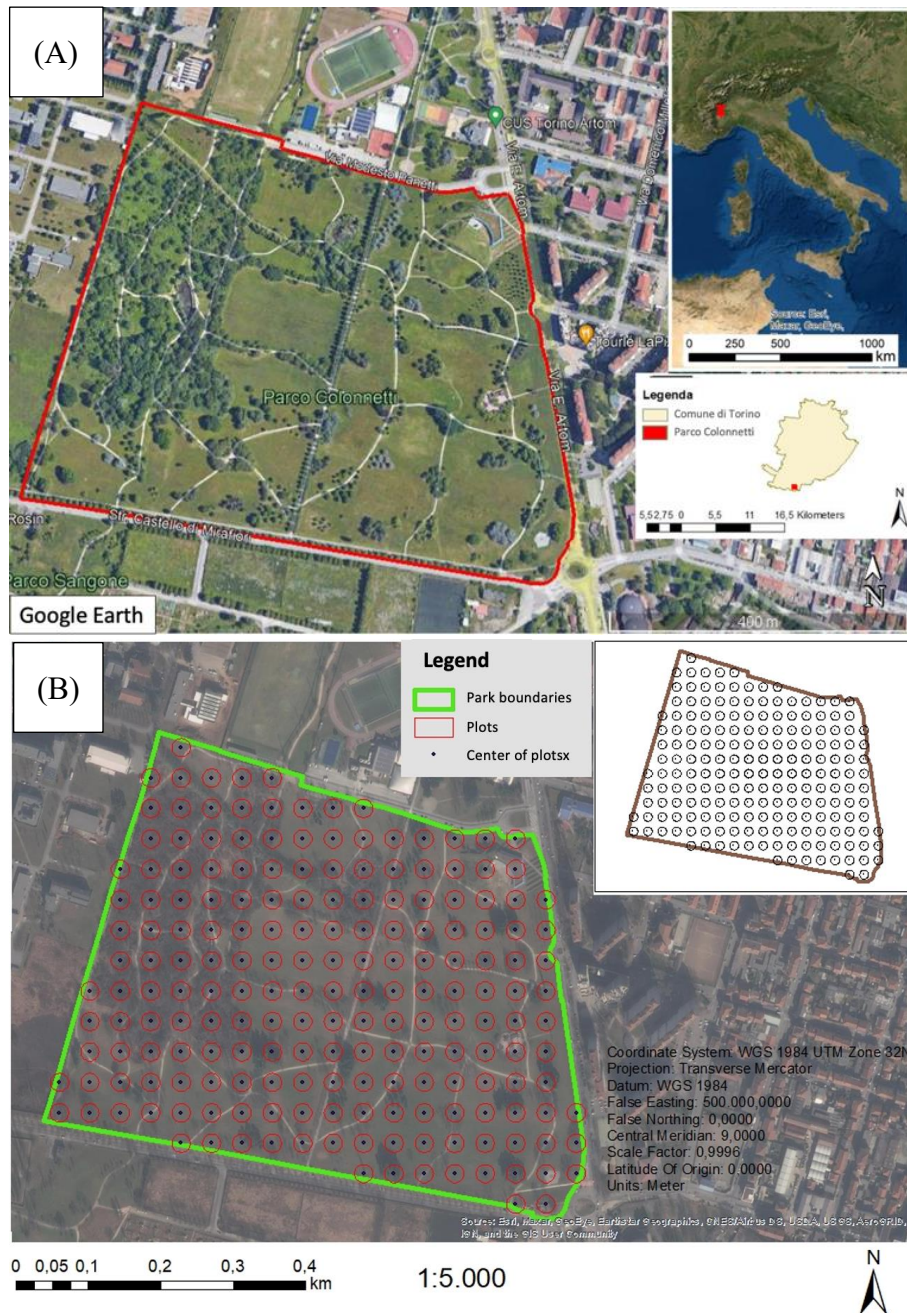 (A)
CUS Torino Artom
Via Modesto Panetti
Via E. Artom
Via Domenico
Tourlé LaPi
Parco Colonnetti
Via E. Artom
Rosin
Str. Castello di Mirafiori
Parco Sangone
Google Earth
400 m
N
Source: Esri,
Maxar, GeoEye,
Earthstar
0 250 500 1000
km
Legenda
Comune di Torino
Parco Colonnetti
N
5,52,75 0 5,5 11 16,5 Kilometers
(B)
Legend
Park boundaries
Plots
Center of plotsx
Coordinate System: WGS 1984 UTM Zone 32N
Projection: Transverse Mercator
Datum: WGS 1984
False Easting: 500.000,0000
False Northing: 0,0000
Central Meridian: 9,0000
Scale Factor: 0,9996
Latitude Of Origin: 0,0000
Units: Meter
Source: Esri, Maxar, GeoEye, Earthstar Geographics, CNES/Airbus DS, USDA, USGS, AeroGRID,
IGN, and the GIS User Community
0 0,05 0,1 0,2 0,3 0,4
km
1:5.000
N